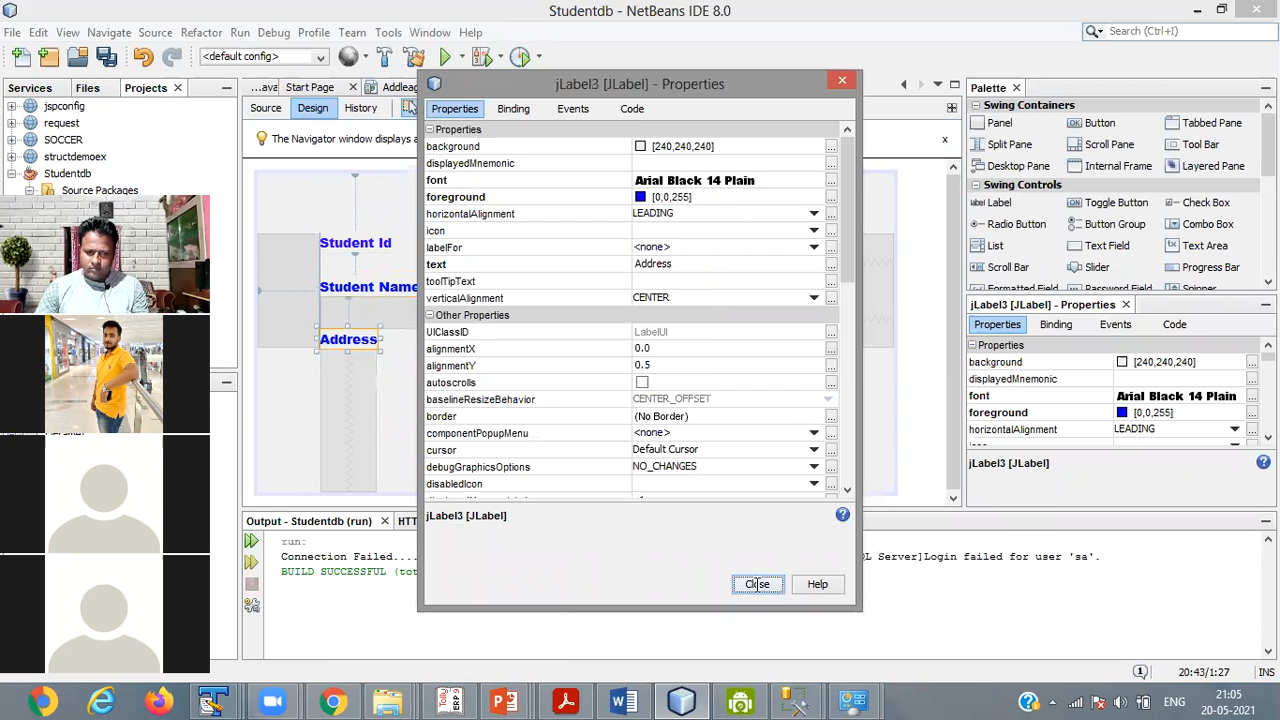 Studentdb - NetBeans IDE 8.0
File Edit View Navigate Source Refactor Run Debug Profile Team Tools Window Help
Search (Ctrl+I)
<default config>
Services Files Projects
...ava Start Page Addleag
Source Design History
The Navigator window displays a
jspconfig
request
SOCCER
structdemoex
Studentdb
Source Packages
Student Id
Student Name
Address
jLabel3 [JLabel] - Properties
Properties Binding Events Code
Properties
background [240,240,240]
displayedMnemonic
font Arial Black 14 Plain
foreground [0,0,255]
horizontalAlignment LEADING
icon
labelFor <none>
text Address
toolTipText
verticalAlignment CENTER
Other Properties
UIClassID LabelUI
alignmentX 0.0
alignmentY 0.5
autoscrolls
baselineResizeBehavior CENTER_OFFSET
border (No Border)
componentPopupMenu <none>
cursor Default Cursor
debugGraphicsOptions NO_CHANGES
disabledIcon
jLabel3 [JLabel]
Close Help
Palette
Swing Containers
Panel Button Tabbed Pane
Split Pane Scroll Pane Tool Bar
Desktop Pane Internal Frame Layered Pane
Swing Controls
Label Toggle Button Check Box
Radio Button Button Group Combo Box
List Text Field Text Area
Scroll Bar Slider Progress Bar
Formatted Field Password Field Spinner
jLabel3 [JLabel] - Properties
Properties Binding Events Code
Properties
background [240,240,240]
displayedMnemonic
font Arial Black 14 Plain
foreground [0,0,255]
horizontalAlignment LEADING
jLabel3 [JLabel]
Output - Studentdb (run) HTT
run:
Connection Failed.... QL Server]Login failed for user 'sa'.
BUILD SUCCESSFUL (tot
20:43/1:27 INS
ENG
21:05
20-05-2021